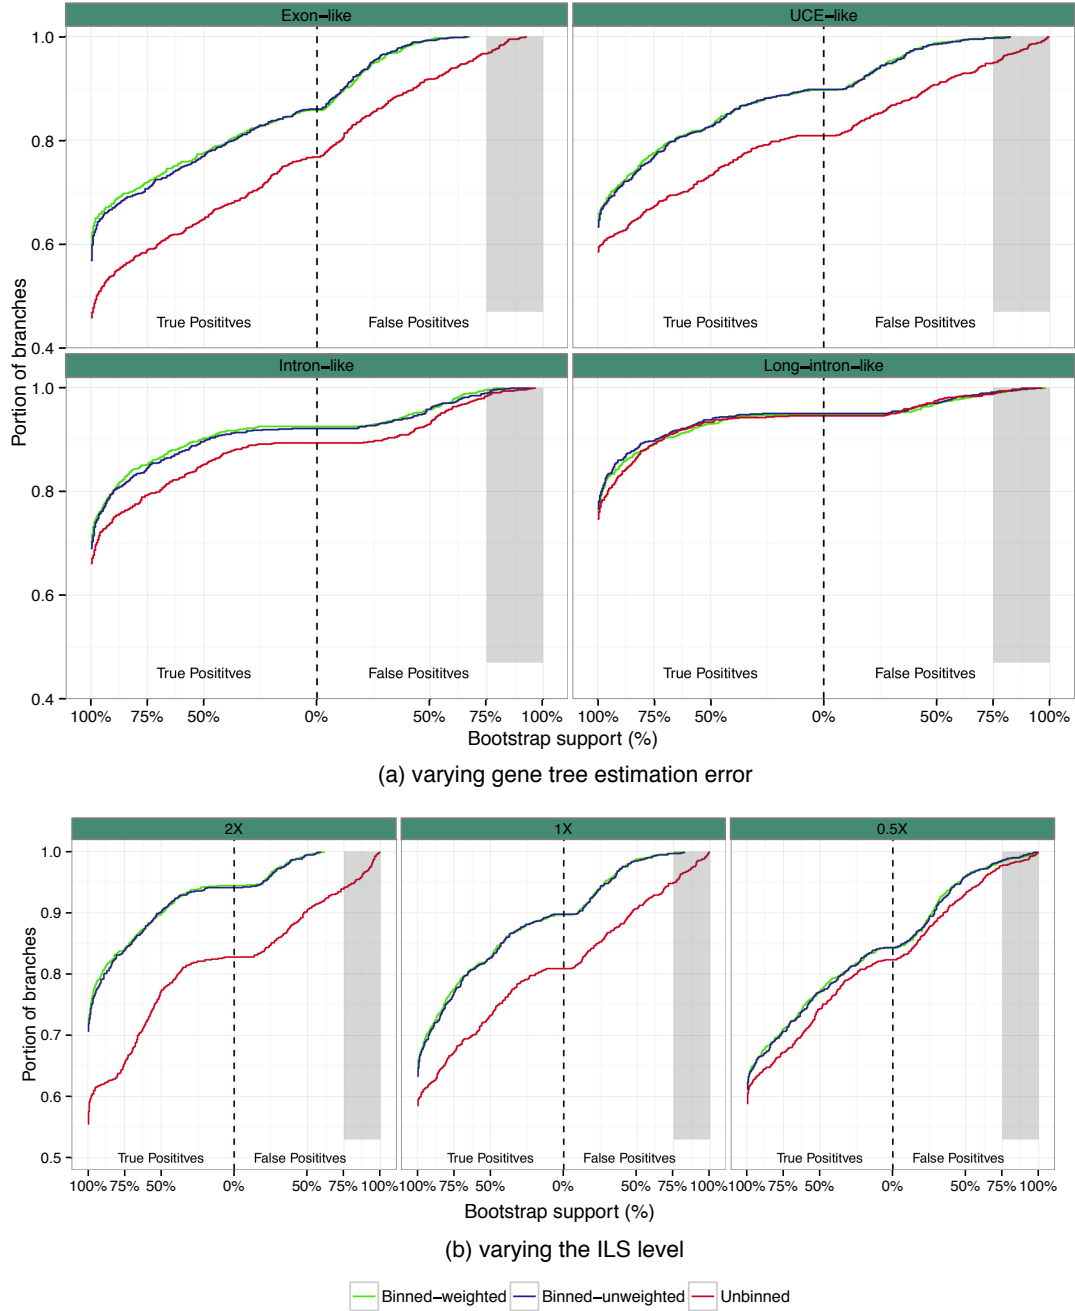 Exon−like
UCE−like
1.0
0.8
0.6
0.4
True Posititves
False Posititves
True Posititves
False Posititves
Portion of branches
Intron−like
Long−intron−like
1.0
0.8
0.6
0.4
True Posititves
False Posititves
True Posititves
False Posititves
100% 75% 50% 0% 50% 75% 100%
100% 75% 50% 0% 50% 75% 100%
Bootstrap support (%)
(a) varying gene tree estimation error
2X
1X
0.5X
1.0
0.9
0.8
0.7
0.6
0.5
Portion of branches
True Posititves
False Posititves
True Posititves
False Posititves
True Posititves
False Posititves
100% 75% 50% 0% 50% 75% 100%
100% 75% 50% 0% 50% 75% 100%
100% 75% 50% 0% 50% 75% 100%
Bootstrap support (%)
(b) varying the ILS level
Binned−weighted
Binned−unweighted
Unbinned